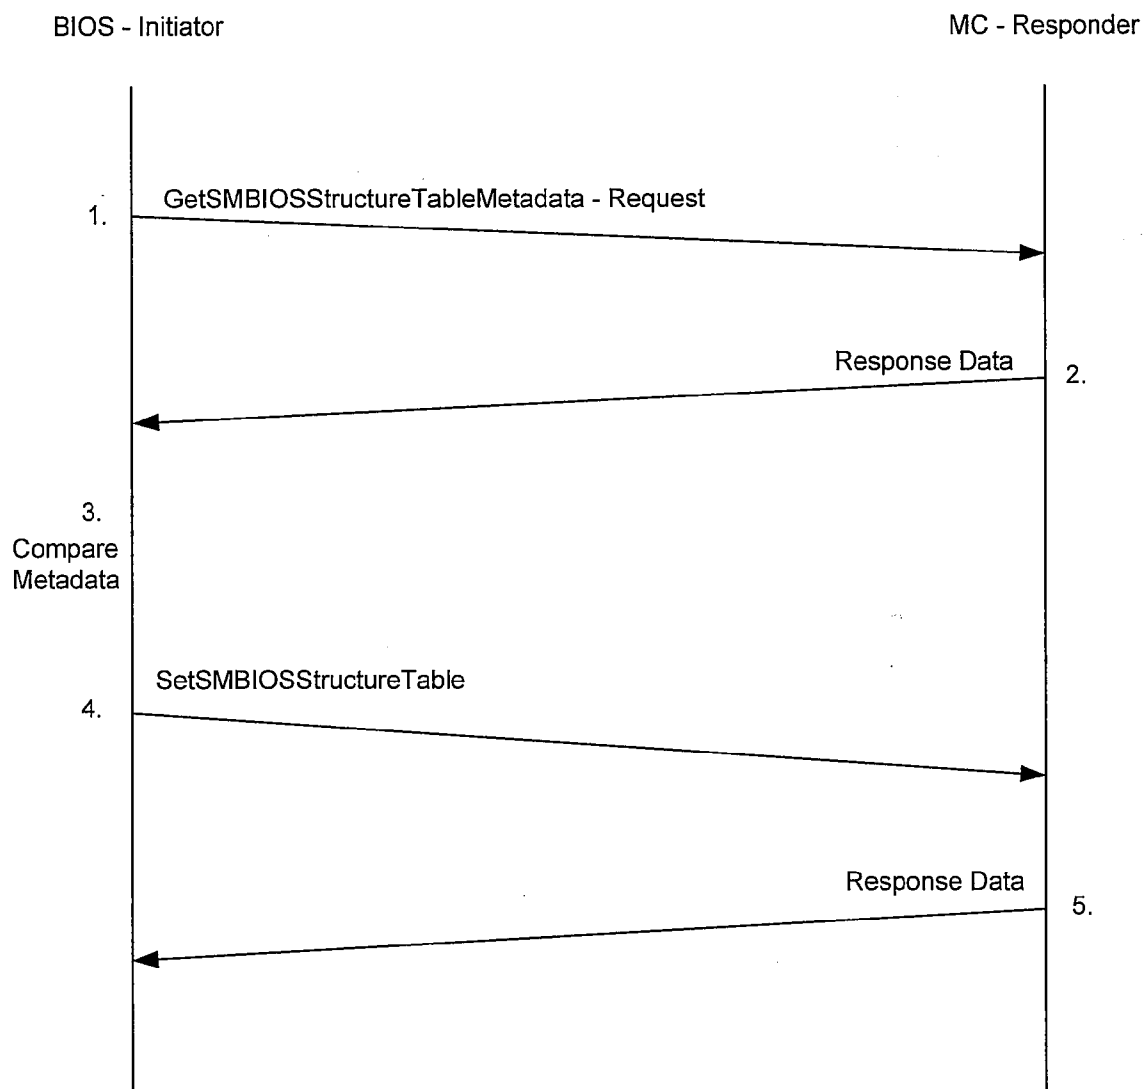 BIOS - Initiator
MC - Responder
1.
GetSMBIOSStructureTableMetadata - Request
Response Data
2.
3.
Compare
Metadata
SetSMBIOSStructureTable
4.
Response Data
5.